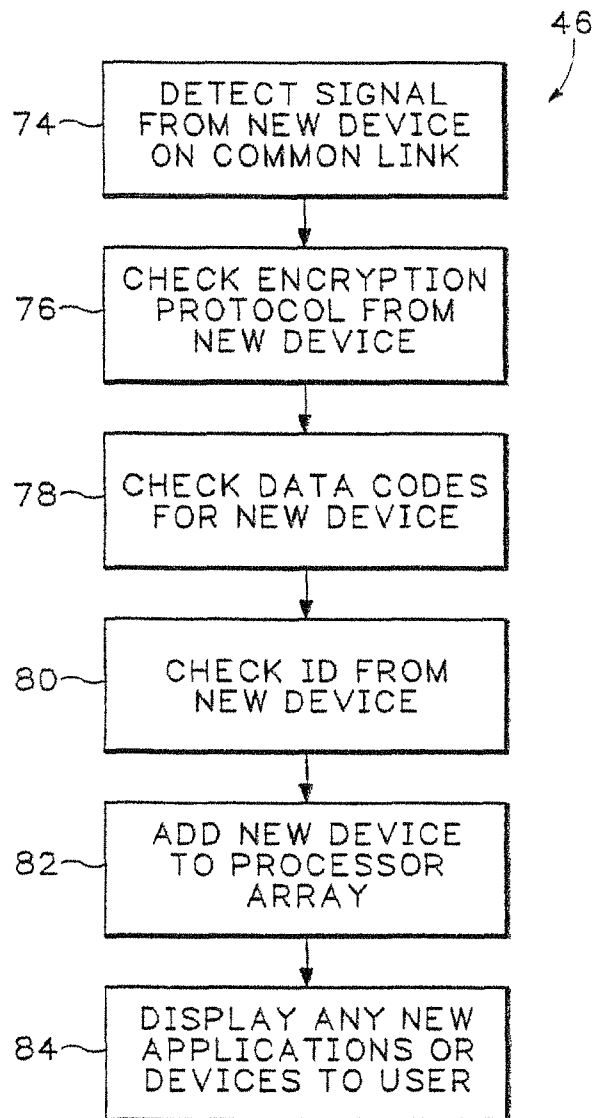 46
74
DETECT SIGNAL
FROM NEW DEVICE
ON COMMON LINK
76
CHECK ENCRYPTION
PROTOCOL FROM
NEW DEVICE
78
CHECK DATA CODES
FOR NEW DEVICE
80
CHECK ID FROM
NEW DEVICE
82
ADD NEW DEVICE
TO PROCESSOR
ARRAY
84
DISPLAY ANY NEW
APPLICATIONS OR
DEVICES TO USER